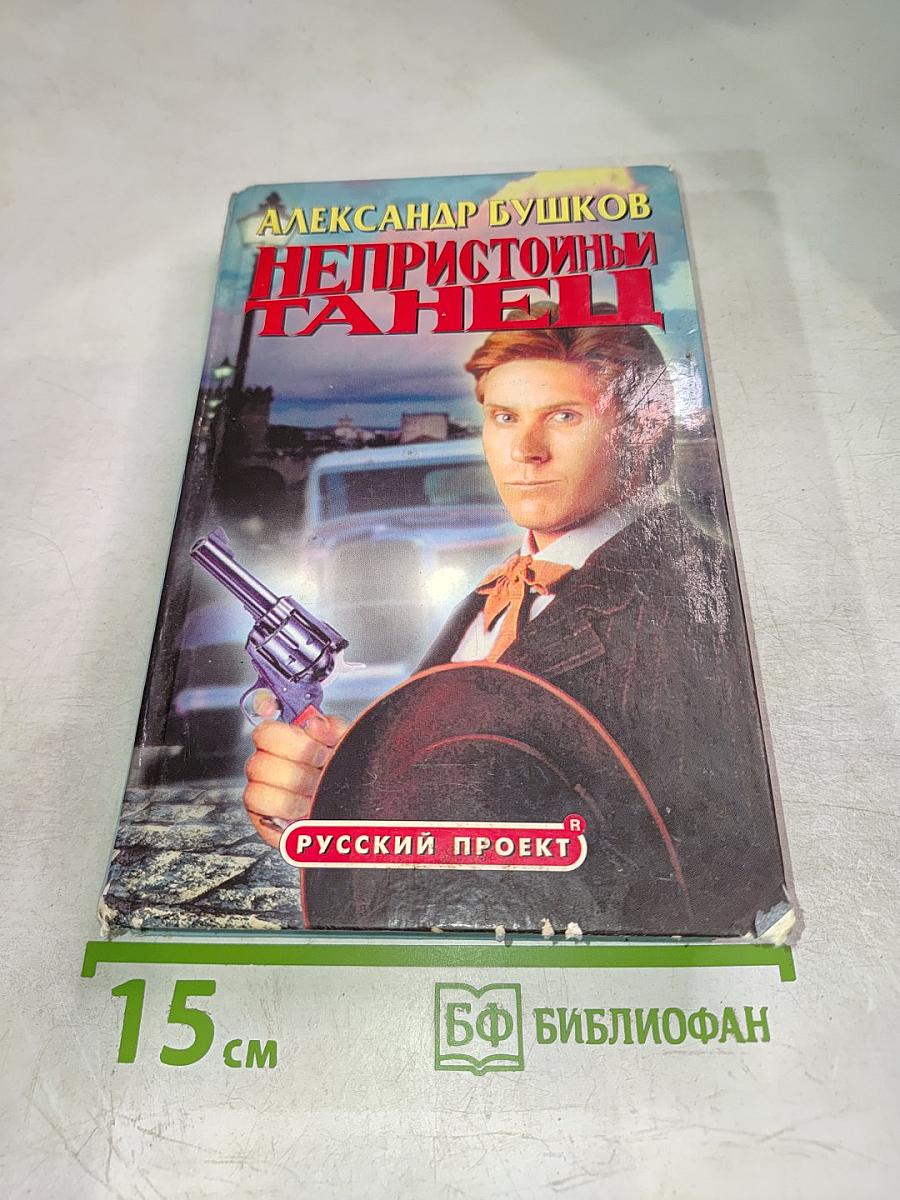 АЛЕКСАНДР БУШКОВ
НЕПРИСТОЙНЫЙ
ТАНЕЦ
РУССКИЙ ПРОЕКТ R
15 см
БФ БИБЛИОФАН